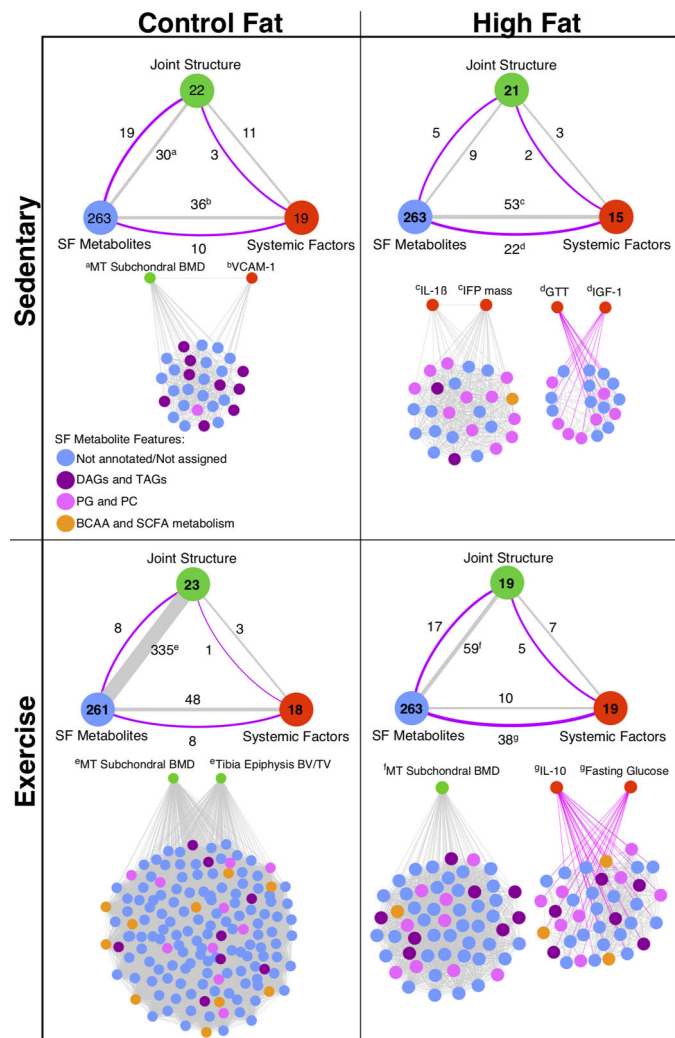 Control Fat
High Fat
Sedentary
Joint Structure
22
19
11
30ᵃ
3
36ᵇ
263
19
SF Metabolites
Systemic Factors
10
ᵃMT Subchondral BMD
ᵇVCAM-1
SF Metabolite Features:
Not annotated/Not assigned
DAGs and TAGs
PG and PC
BCAA and SCFA metabolism
Joint Structure
21
5
3
9
2
53ᶜ
263
15
SF Metabolites
Systemic Factors
22ᵈ
ᶜIL-1ß
ᶜIFP mass
ᵈGTT
ᵈIGF-1
Exercise
Joint Structure
23
8
3
335ᵉ
1
48
261
18
SF Metabolites
Systemic Factors
8
ᵉMT Subchondral BMD
ᵉTibia Epiphysis BV/TV
Joint Structure
19
17
7
59ᶠ
5
10
263
19
SF Metabolites
Systemic Factors
38ᵍ
ᶠMT Subchondral BMD
ᵍIL-10
ᵍFasting Glucose